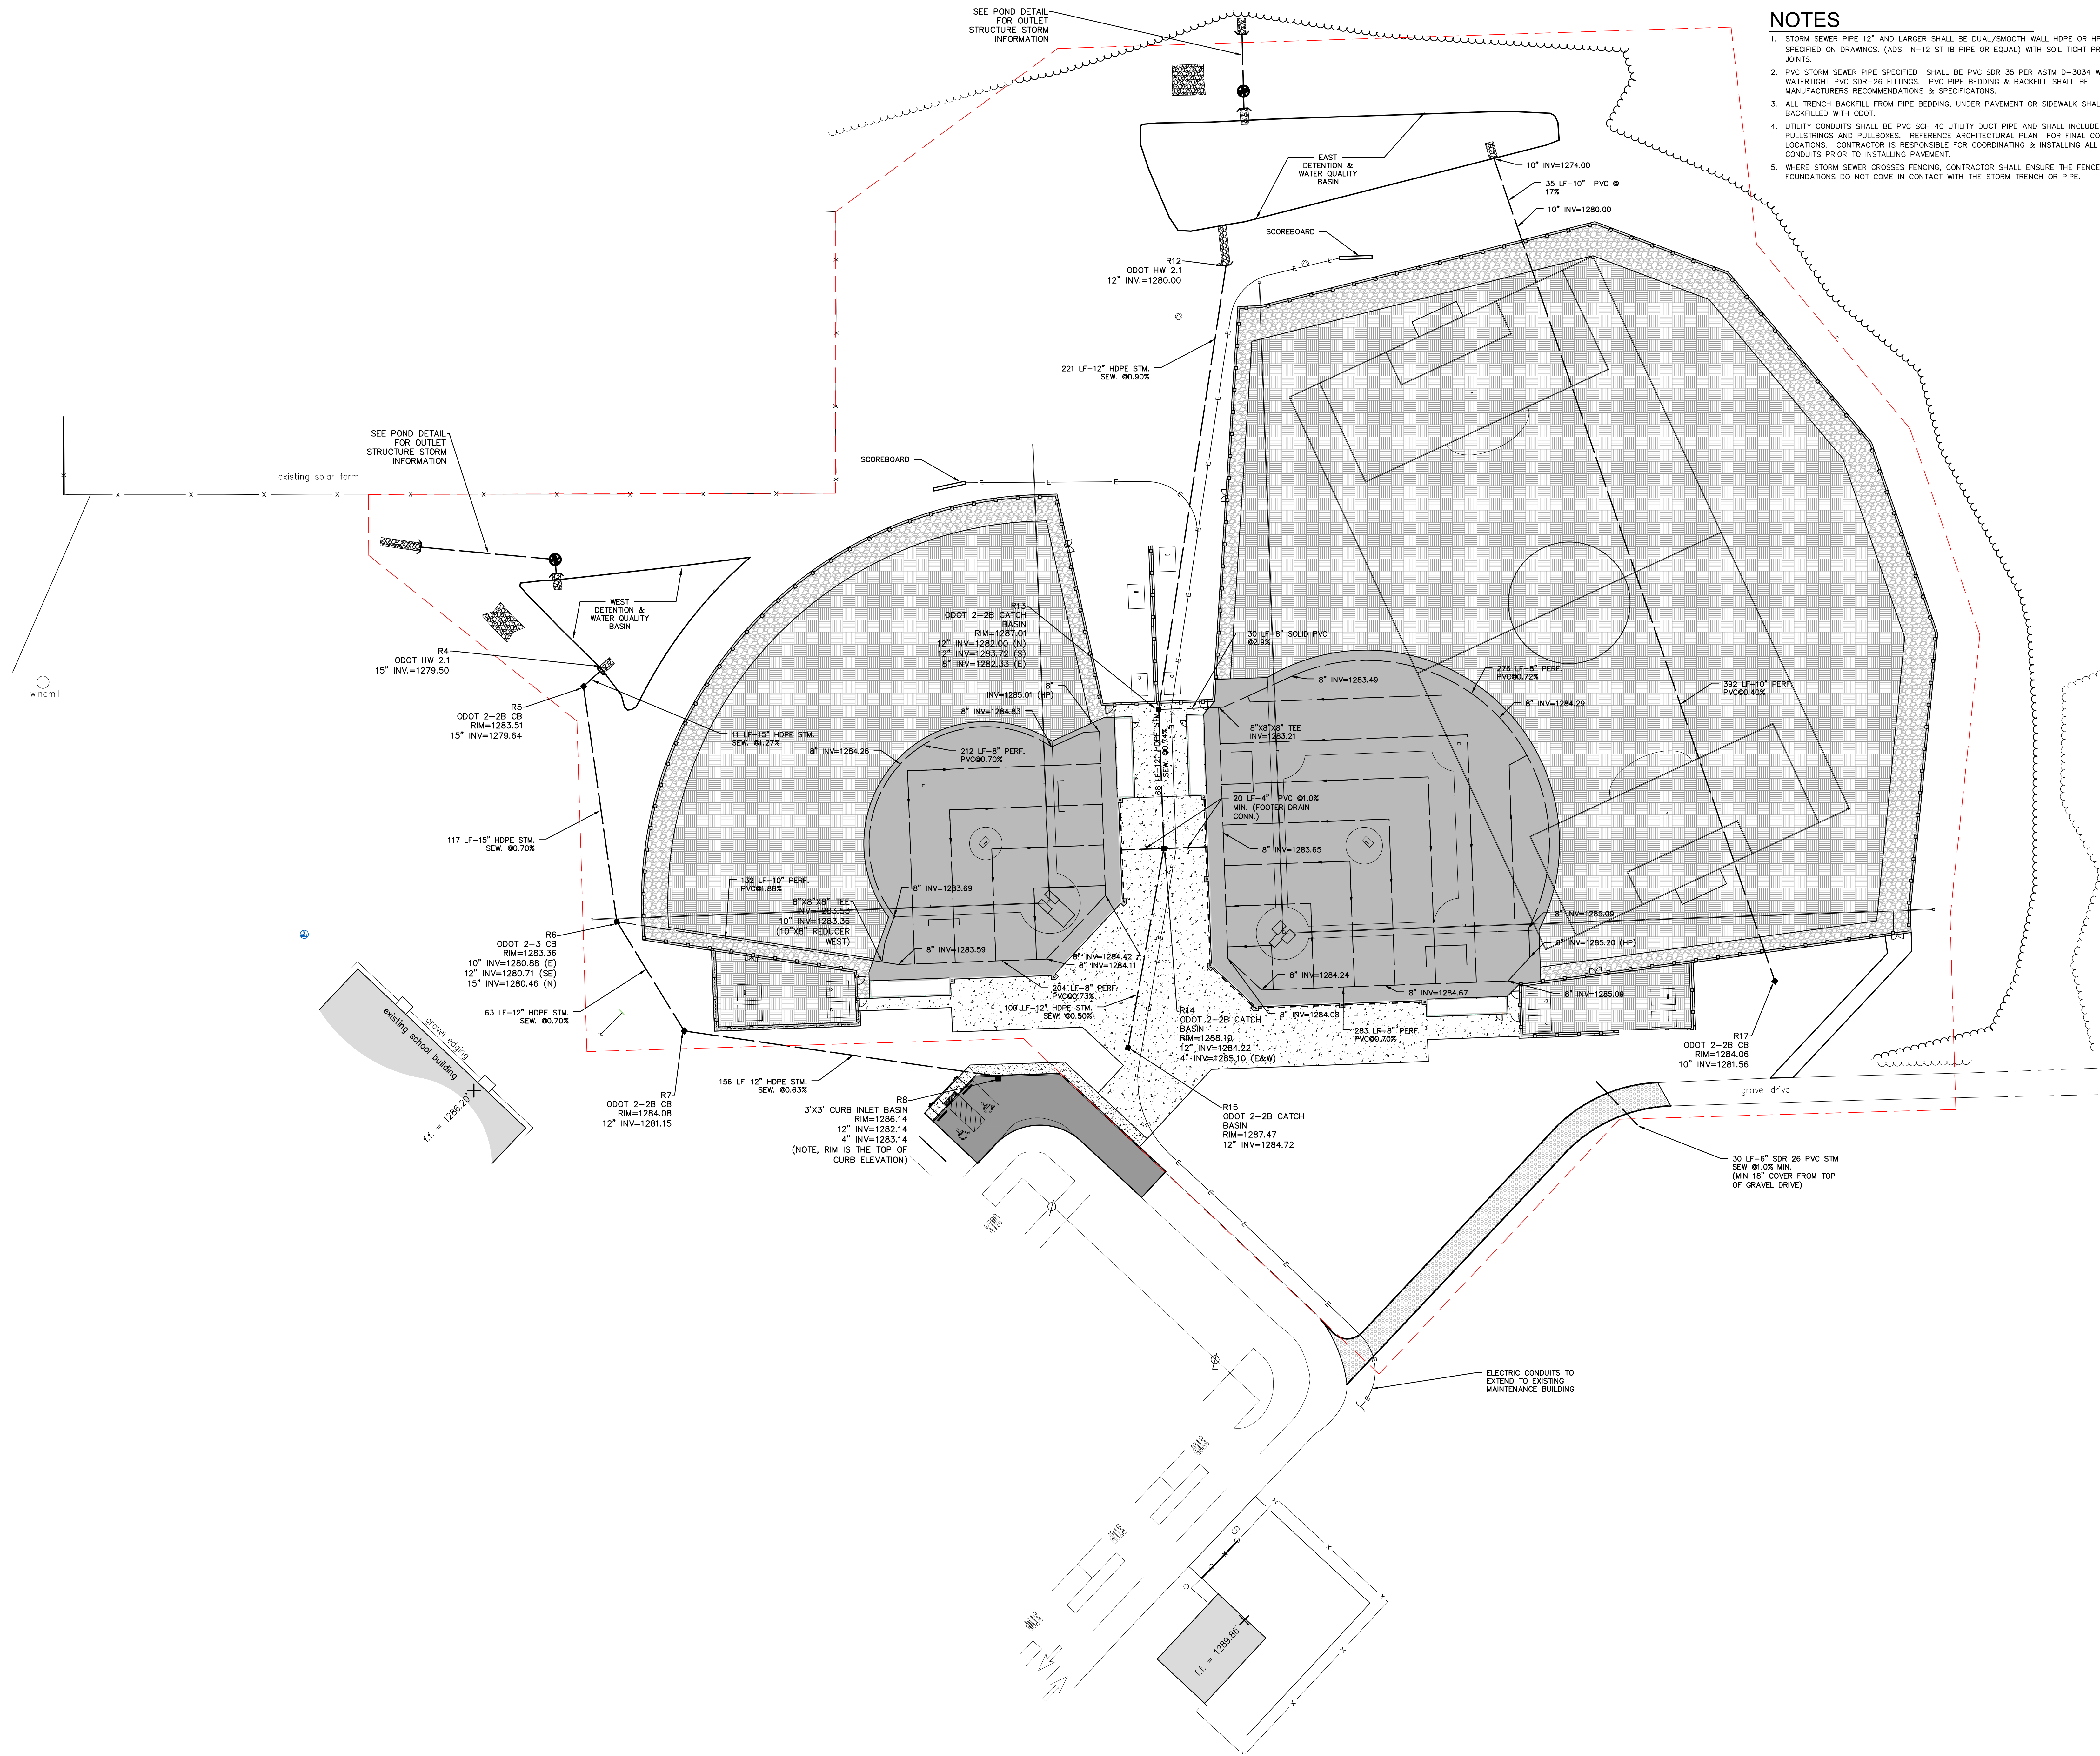 SEE POND DETAIL
FOR OUTLET
STRUCTURE STORM
INFORMATION
NOTES
1. STORM SEWER PIPE 12" AND LARGER SHALL BE DUAL/SMOOTH WALL HDPE OR HP
SPECIFIED ON DRAWINGS. (ADS N-12 ST IB PIPE OR EQUAL) WITH SOIL TIGHT PR
JOINTS.
2. PVC STORM SEWER PIPE SPECIFIED SHALL BE PVC SDR 35 PER ASTM D-3034 W
WATERTIGHT PVC SDR-26 FITTINGS. PVC PIPE BEDDING & BACKFILL SHALL BE
MANUFACTURERS RECOMMENDATIONS & SPECIFICATONS.
3. ALL TRENCH BACKFILL FROM PIPE BEDDING, UNDER PAVEMENT OR SIDEWALK SHAL
BACKFILLED WITH ODOT.
4. UTILITY CONDUITS SHALL BE PVC SCH 40 UTILITY DUCT PIPE AND SHALL INCLUDE
PULLSTRINGS AND PULLBOXES. REFERENCE ARCHITECTURAL PLAN FOR FINAL CO
LOCATIONS. CONTRACTOR IS RESPONSIBLE FOR COORDINATING & INSTALLING ALL
CONDUITS PRIOR TO INSTALLING PAVEMENT.
5. WHERE STORM SEWER CROSSES FENCING, CONTRACTOR SHALL ENSURE THE FENCE
FOUNDATIONS DO NOT COME IN CONTACT WITH THE STORM TRENCH OR PIPE.
EAST
DETENTION &
WATER QUALITY
BASIN
10" INV=1274.00
35 LF-10" PVC @
17%
10" INV=1280.00
SCOREBOARD
R12
ODOT HW 2.1
12" INV.=1280.00
221 LF-12" HDPE STM.
SEW. @0.90%
SEE POND DETAIL
FOR OUTLET
STRUCTURE STORM
INFORMATION
existing solar farm
SCOREBOARD
WEST
DETENTION &
WATER QUALITY
BASIN
R4
ODOT HW 2.1
15" INV.=1279.50
windmill
R5
ODOT 2-2B CB
RIM=1283.51
15" INV=1279.64
11 LF-15" HDPE STM.
SEW. @1.27%
R13
ODOT 2-2B CATCH
BASIN
RIM=1287.01
12" INV=1282.00 (N)
12" INV=1283.72 (S)
8" INV=1282.33 (E)
30 LF-8" SOLID PVC
@2.9%
8"
INV=1285.01 (HP)
8" INV=1284.83
8" INV=1284.26
212 LF-8" PERF.
PVC@0.70%
68 LF-12" HDPE STM.
SEW. @0.74%
8" INV=1283.49
8"X8"X8" TEE
INV=1283.21
276 LF-8" PERF.
PVC@0.72%
8" INV=1284.29
392 LF-10" PERF.
PVC@0.40%
20 LF-4" PVC @1.0%
MIN. (FOOTER DRAIN
CONN.)
8" INV=1283.65
117 LF-15" HDPE STM.
SEW. @0.70%
132 LF-10" PERF.
PVC@1.88%
8"X8"X8" TEE
INV=1283.53
10" INV=1283.36
(10"X8" REDUCER
WEST)
8" INV=1283.69
8" INV=1283.59
8" INV=1284.42
8" INV=1284.11
204 LF-8" PERF.
PVC@0.73%
100 LF-12" HDPE STM.
SEW. @0.50%
R6
ODOT 2-3 CB
RIM=1283.36
10" INV=1280.88 (E)
12" INV=1280.71 (SE)
15" INV=1280.46 (N)
63 LF-12" HDPE STM.
SEW. @0.70%
8" INV=1285.09
8" INV=1285.20 (HP)
8" INV=1284.24
8" INV=1284.67
8" INV=1285.09
8" INV=1284.08
283 LF-8" PERF.
PVC@0.70%
R14
ODOT 2-2B CATCH
BASIN
RIM=1288.10
12" INV=1284.22
4" INV=1285.10 (E&W)
R17
ODOT 2-2B CB
RIM=1284.06
10" INV=1281.56
gravel edging
existing school building
f.f. = 1286.20'
156 LF-12" HDPE STM.
SEW. @0.63%
R7
ODOT 2-2B CB
RIM=1284.08
12" INV=1281.15
R8
3'X3' CURB INLET BASIN
RIM=1286.14
12" INV=1282.14
4" INV=1283.14
(NOTE, RIM IS THE TOP OF
CURB ELEVATION)
R15
ODOT 2-2B CATCH
BASIN
RIM=1287.47
12" INV=1284.72
gravel drive
30 LF-6" SDR 26 PVC STM
SEW @1.0% MIN.
(MIN 18" COVER FROM TOP
OF GRAVEL DRIVE)
ELECTRIC CONDUITS TO
EXTEND TO EXISTING
MAINTENANCE BUILDING
f.f. = 1289.86'